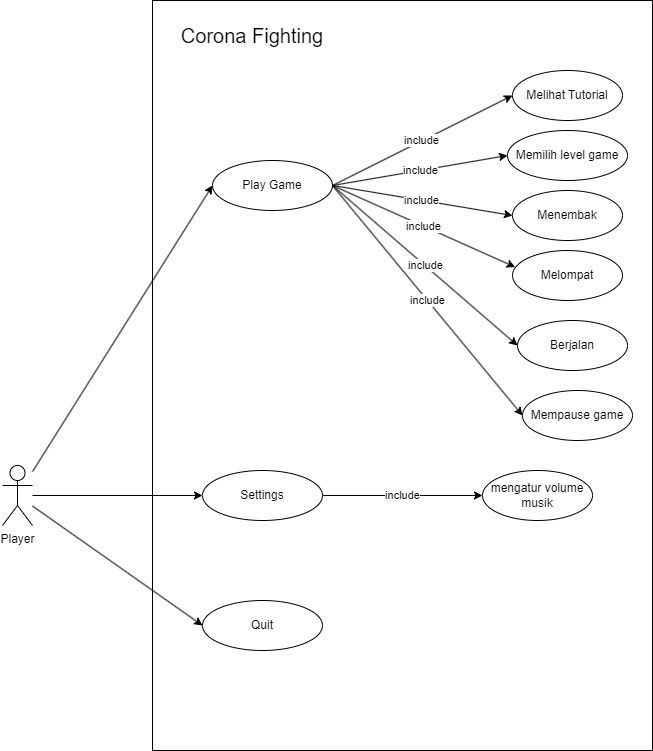 Corona Fighting
Melihat Tutorial
include
Memilih level game
include
Play Game
include
Menembak
include
Melompat
include
include
Berjalan
Mempause game
Player
Settings
include
mengatur volume
musik
Quit